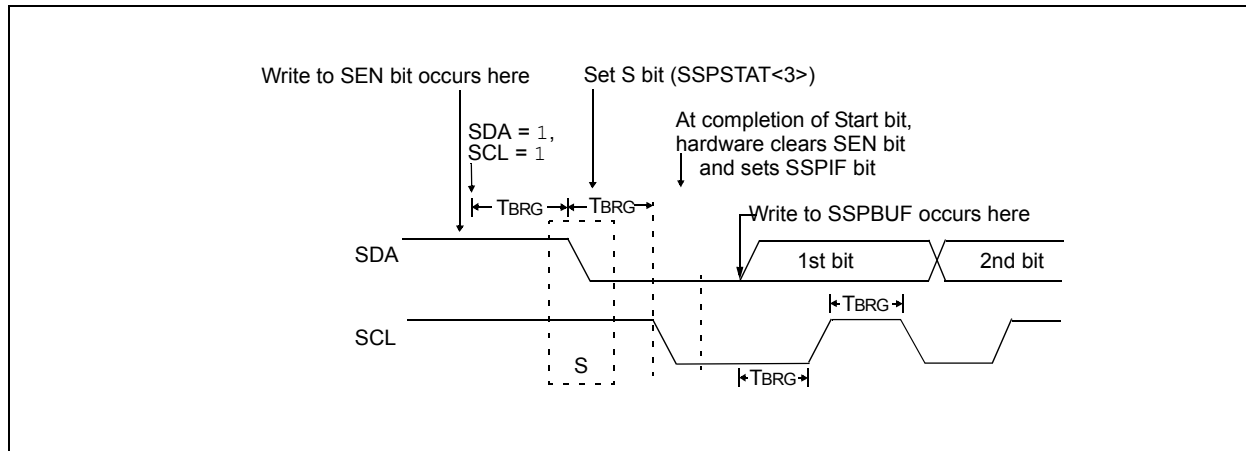 Write to SEN bit occurs here
Set S bit (SSPSTAT<3>)
SDA = 1,
SCL = 1
At completion of Start bit,
hardware clears SEN bit
and sets SSPIF bit
TBRG
TBRG
Write to SSPBUF occurs here
SDA
1st bit
2nd bit
TBRG
SCL
S
TBRG